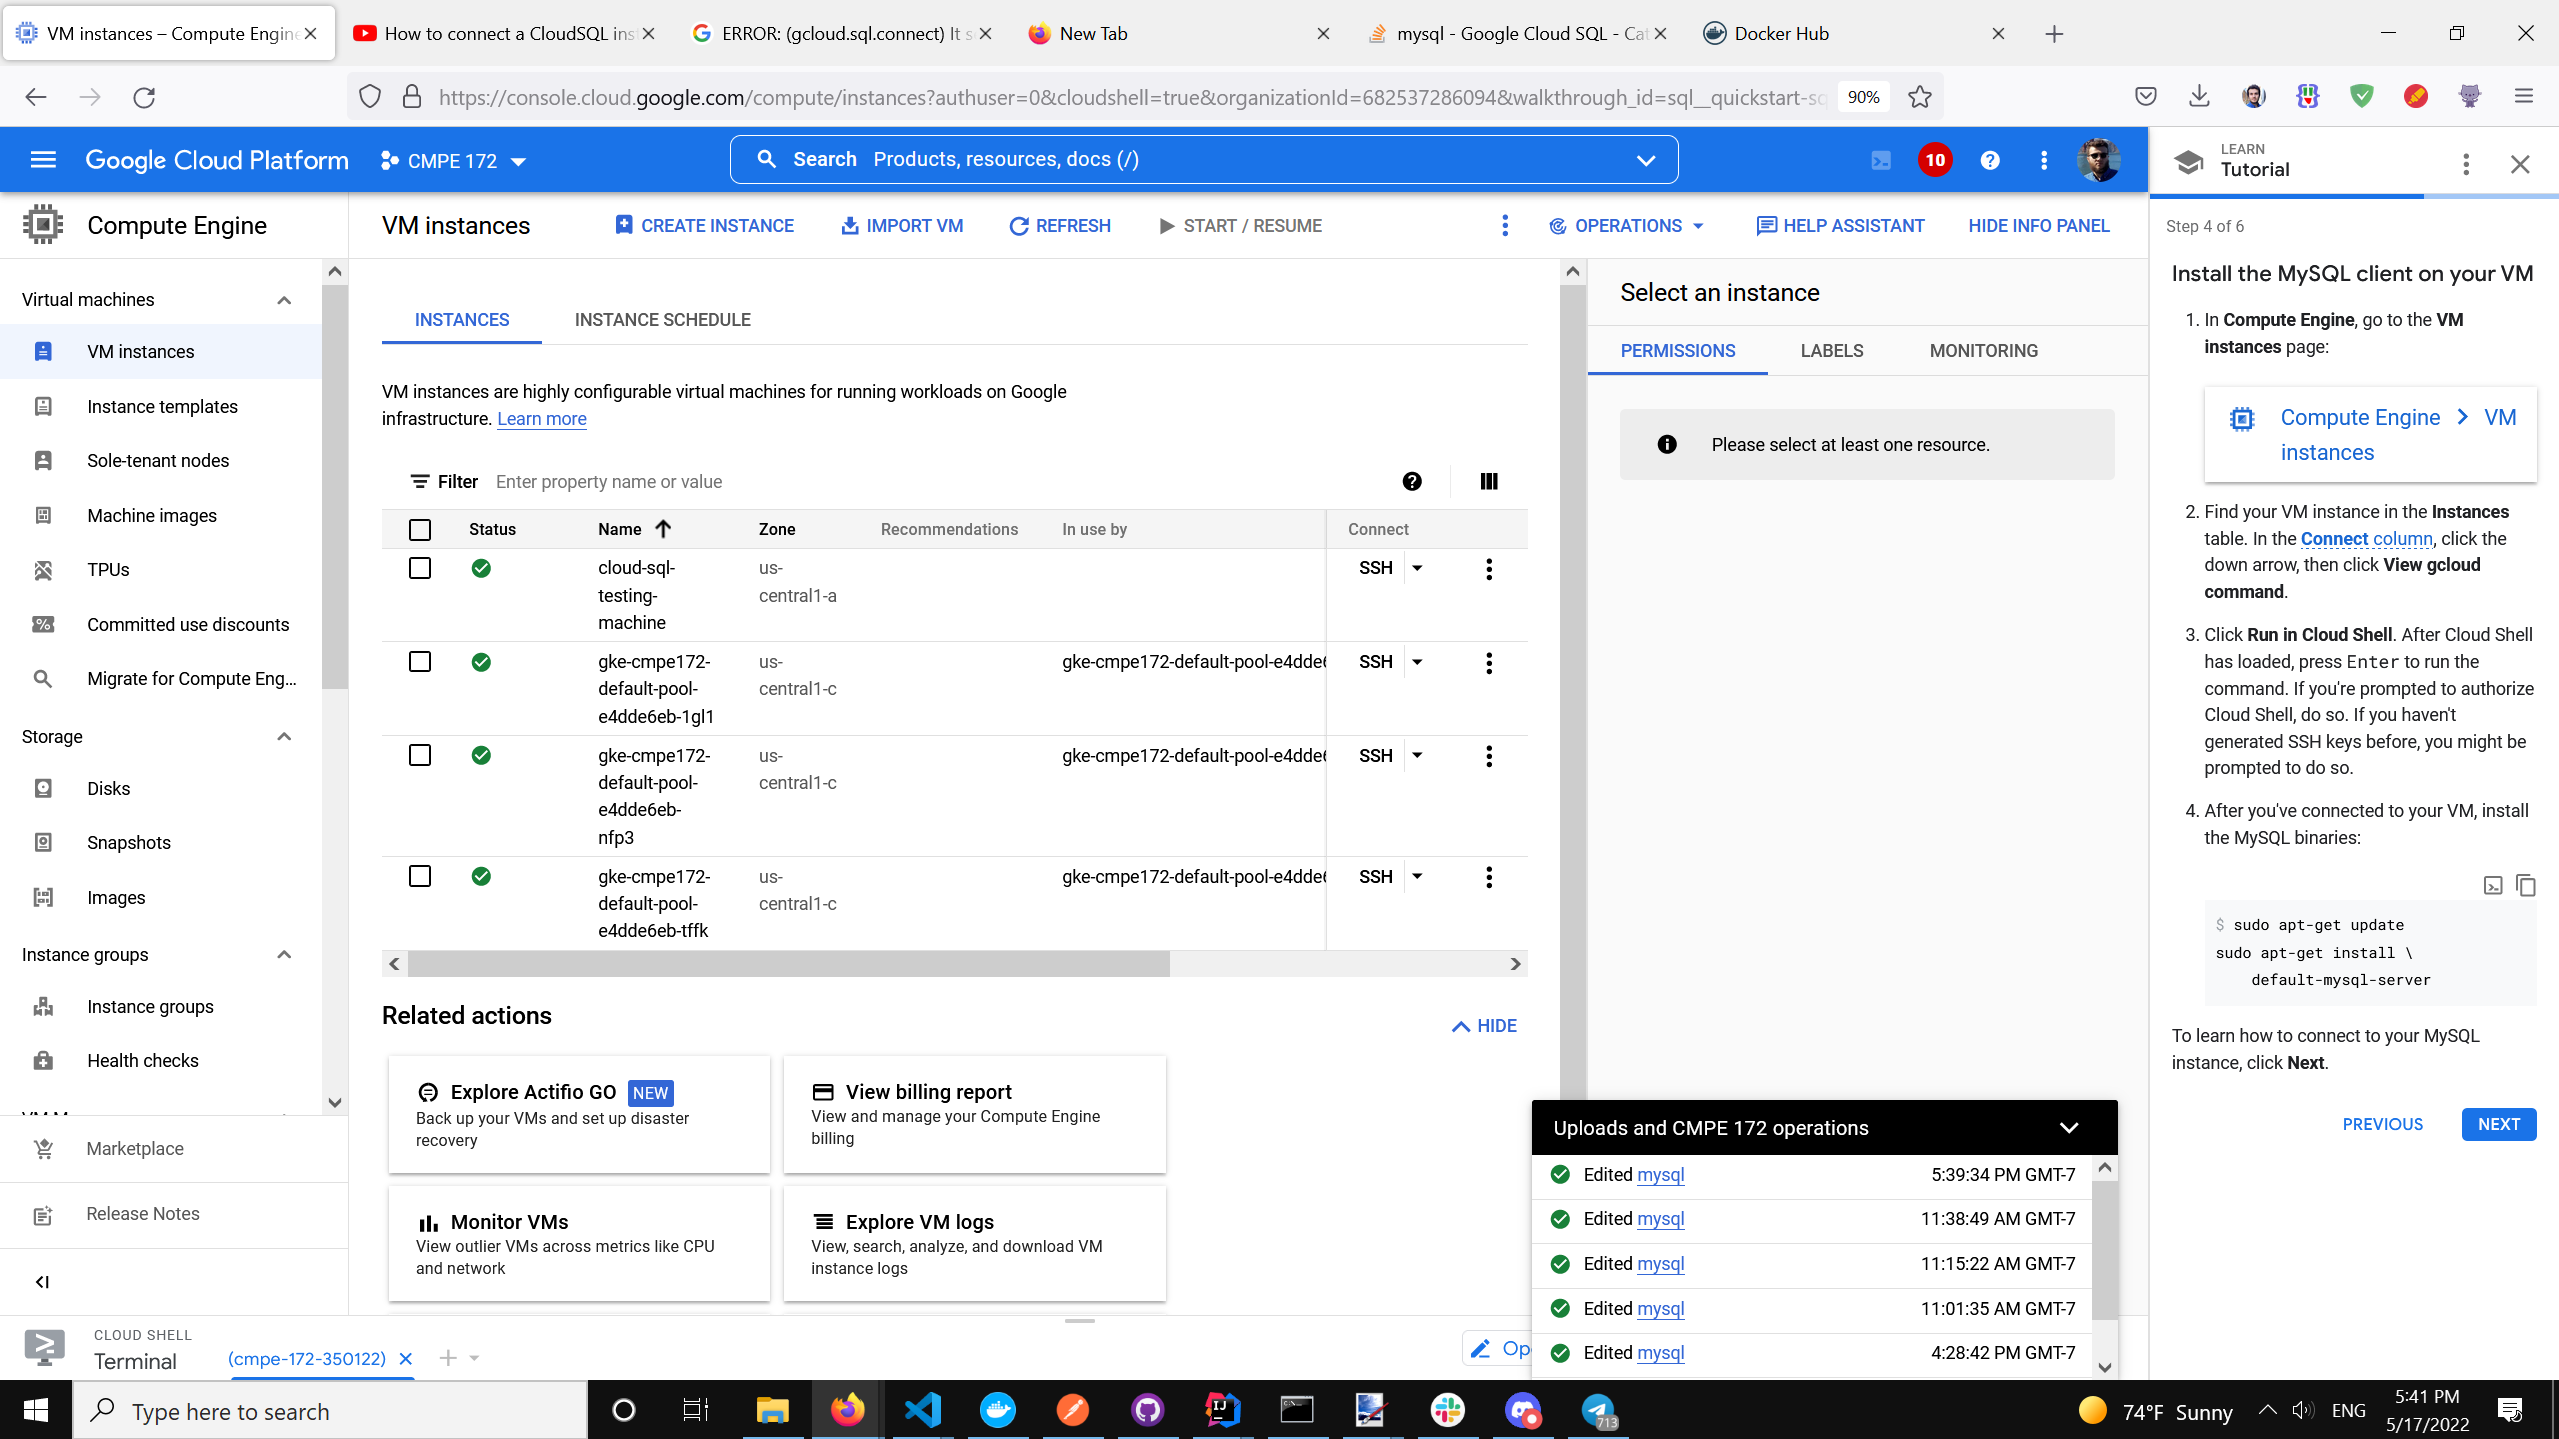 VM instances – Compute Engine
How to connect a CloudSQL ins
ERROR: (gcloud.sql.connect) It s
New Tab
mysql - Google Cloud SQL - Ca
Docker Hub
https://console.cloud.google.com/compute/instances?authuser=0&cloudshell=true&organizationId=682537286094&walkthrough_id=sql__quickstart-sq
90%
Google Cloud Platform
CMPE 172
Search Products, resources, docs (/)
10
LEARN
Tutorial
Compute Engine
VM instances
CREATE INSTANCE
IMPORT VM
REFRESH
START / RESUME
OPERATIONS
HELP ASSISTANT
HIDE INFO PANEL
Virtual machines
VM instances
Instance templates
Sole-tenant nodes
Machine images
TPUs
Committed use discounts
Migrate for Compute Eng...
Storage
Disks
Snapshots
Images
Instance groups
Instance groups
Health checks
Marketplace
Release Notes
INSTANCES
INSTANCE SCHEDULE
VM instances are highly configurable virtual machines for running workloads on Google
infrastructure. Learn more
Filter Enter property name or value
Status Name Zone Recommendations In use by Connect
cloud-sql- us- SSH
testing- central1-a
machine
gke-cmpe172- us- gke-cmpe172-default-pool-e4dde6 SSH
default-pool- central1-c
e4dde6eb-1gl1
gke-cmpe172- us- gke-cmpe172-default-pool-e4dde6 SSH
default-pool- central1-c
e4dde6eb-
nfp3
gke-cmpe172- us- gke-cmpe172-default-pool-e4dde6 SSH
default-pool- central1-c
e4dde6eb-tffk
Related actions
HIDE
Explore Actifio GO NEW
Back up your VMs and set up disaster
recovery
View billing report
View and manage your Compute Engine
billing
Monitor VMs
View outlier VMs across metrics like CPU
and network
Explore VM logs
View, search, analyze, and download VM
instance logs
Select an instance
PERMISSIONS
LABELS
MONITORING
Please select at least one resource.
Uploads and CMPE 172 operations
Edited mysql 5:39:34 PM GMT-7
Edited mysql 11:38:49 AM GMT-7
Edited mysql 11:15:22 AM GMT-7
Edited mysql 11:01:35 AM GMT-7
Edited mysql 4:28:42 PM GMT-7
Step 4 of 6
Install the MySQL client on your VM
1. In Compute Engine, go to the VM
instances page:
Compute Engine > VM
instances
2. Find your VM instance in the Instances
table. In the Connect column, click the
down arrow, then click View gcloud
command.
3. Click Run in Cloud Shell. After Cloud Shell
has loaded, press Enter to run the
command. If you're prompted to authorize
Cloud Shell, do so. If you haven't
generated SSH keys before, you might be
prompted to do so.
4. After you've connected to your VM, install
the MySQL binaries:
$ sudo apt-get update
sudo apt-get install \
default-mysql-server
To learn how to connect to your MySQL
instance, click Next.
PREVIOUS
NEXT
CLOUD SHELL
Terminal
(cmpe-172-350122)
Type here to search
713
74°F Sunny
ENG
5:41 PM
5/17/2022